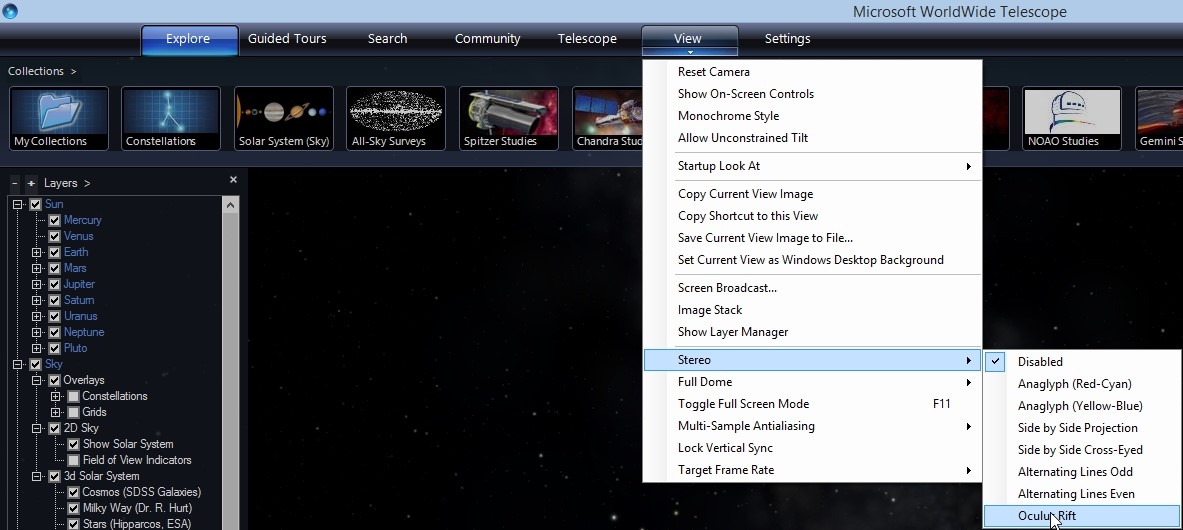 Microsoft WorldWide Telescope
Explore
Guided Tours
Search
Community
Telescope
View
Settings
Collections >
My Collections
Constellations
Solar System (Sky)
All-Sky Surveys
Spitzer Studies
Chandra Stud
NOAO Studies
Gemini S
- + Layers >
Sun
Mercury
Venus
Earth
Mars
Jupiter
Saturn
Uranus
Neptune
Pluto
Sky
Overlays
Constellations
Grids
2D Sky
Show Solar System
Field of View Indicators
3d Solar System
Cosmos (SDSS Galaxies)
Milky Way (Dr. R. Hurt)
Stars (Hipparcos, ESA)
Reset Camera
Show On-Screen Controls
Monochrome Style
Allow Unconstrained Tilt
Startup Look At
Copy Current View Image
Copy Shortcut to this View
Save Current View Image to File...
Set Current View as Windows Desktop Background
Screen Broadcast...
Image Stack
Show Layer Manager
Stereo
Full Dome
Toggle Full Screen Mode F11
Multi-Sample Antialiasing
Lock Vertical Sync
Target Frame Rate
Disabled
Anaglyph (Red-Cyan)
Anaglyph (Yellow-Blue)
Side by Side Projection
Side by Side Cross-Eyed
Alternating Lines Odd
Alternating Lines Even
Oculus Rift